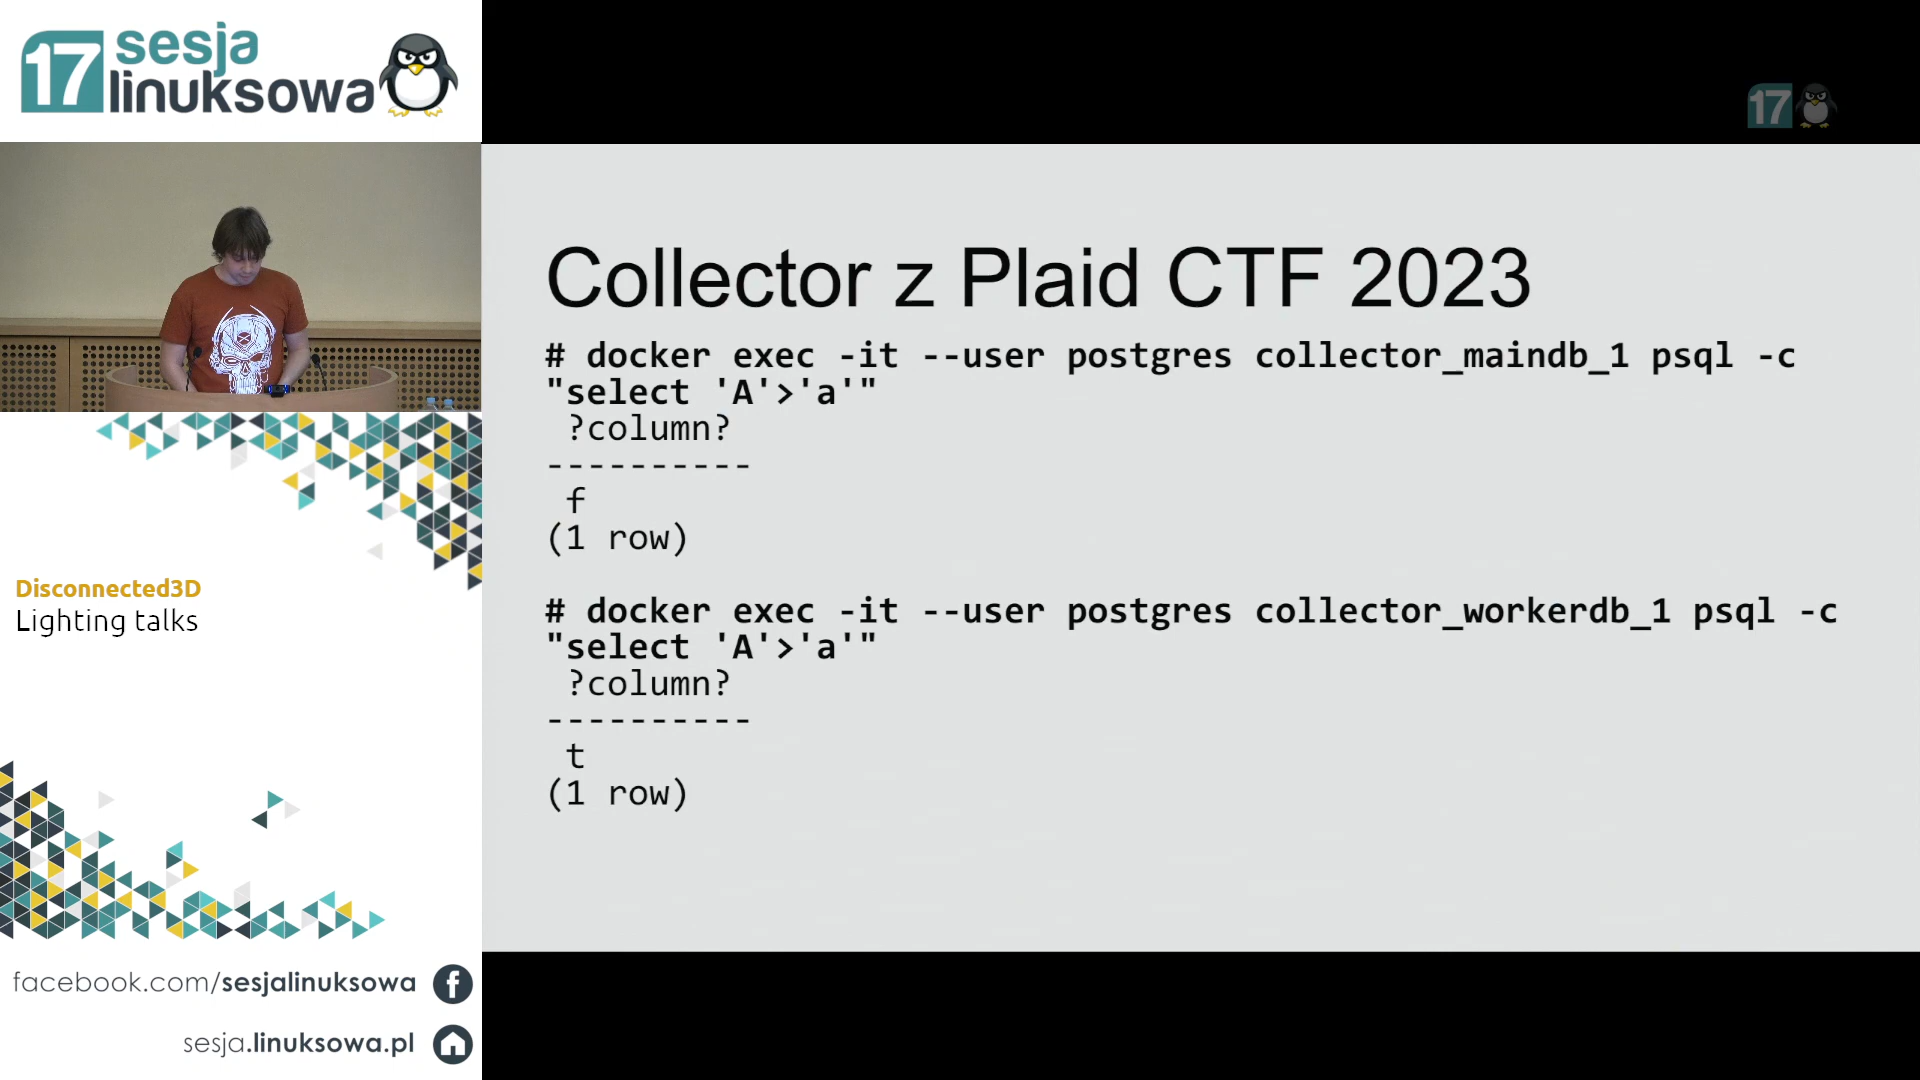 17 sesja
linuksowa
17
Collector z Plaid CTF 2023
# docker exec -it --user postgres collector_maindb_1 psql -c
"select 'A'>'a'"
?column?
----------
f
(1 row)
# docker exec -it --user postgres collector_workerdb_1 psql -c
"select 'A'>'a'"
?column?
----------
t
(1 row)
Disconnected3D
Lighting talks
facebook.com/sesjalinuksowa
sesja.linuksowa.pl